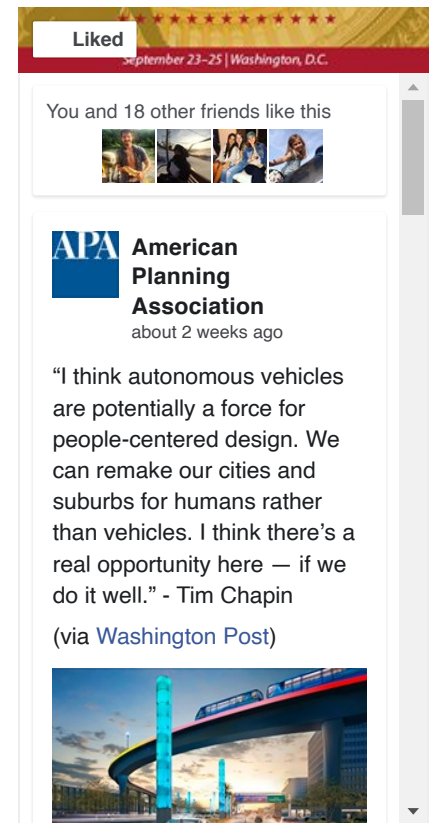 Liked
September 23–25 | Washington, D.C.
You and 18 other friends like this
APA
American
Planning
Association
about 2 weeks ago
“I think autonomous vehicles
are potentially a force for
people-centered design. We
can remake our cities and
suburbs for humans rather
than vehicles. I think there’s a
real opportunity here — if we
do it well.” - Tim Chapin
(via Washington Post)